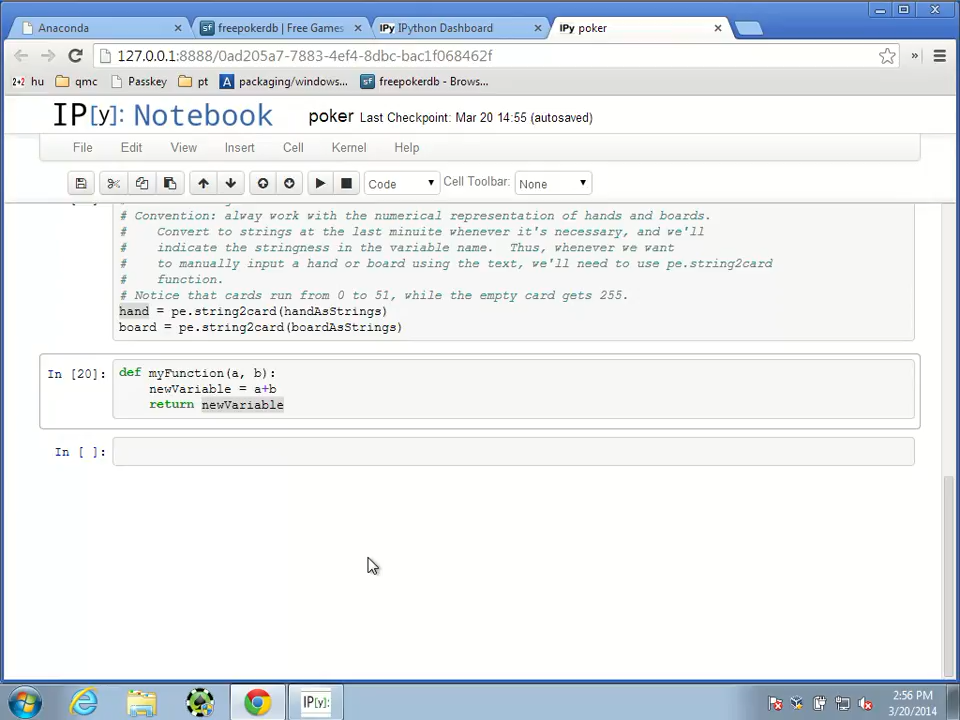 Anaconda
freepokerdb | Free Games
IPy IPython Dashboard
IPy poker
127.0.0.1:8888/0ad205a7-7883-4ef4-8dbc-bac1f068462f
2+2 hu
qmc
Passkey
pt
packaging/windows...
freepokerdb - Brows...
»
IP[y]: Notebook
poker Last Checkpoint: Mar 20 14:55 (autosaved)
File Edit View Insert Cell Kernel Help
Code
Cell Toolbar:
None
# Convention: alway work with the numerical representation of hands and boards.
#    Convert to strings at the last minuite whenever it's necessary, and we'll
#    indicate the stringness in the variable name.  Thus, whenever we want
#    to manually input a hand or board using the text, we'll need to use pe.string2card
#    function.
# Notice that cards run from 0 to 51, while the empty card gets 255.
hand = pe.string2card(handAsStrings)
board = pe.string2card(boardAsStrings)
In [20]: def myFunction(a, b):
    newVariable = a+b
    return newVariable
In [ ]:
IP[y]:
2:56 PM
3/20/2014